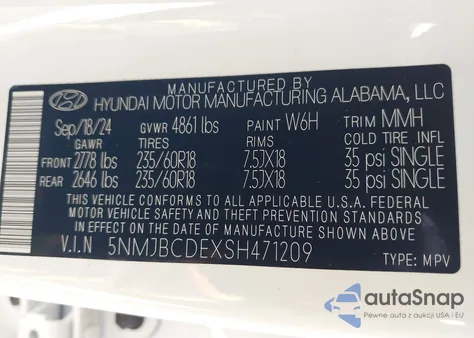 MANUFACTURED BY
HYUNDAI MOTOR MANUFACTURING ALABAMA, LLC
Sep/18/24 GVWR 4861 lbs PAINT W6H TRIM MMH
GAWR TIRES RIMS COLD TIRE INFL
FRONT 2778 lbs 235/60R18 7.5JX18 35 psi SINGLE
REAR 2646 lbs 235/60R18 7.5JX18 35 psi SINGLE
THIS VEHICLE CONFORMS TO ALL APPLICABLE U.S.A. FEDERAL
MOTOR VEHICLE SAFETY AND THEFT PREVENTION STANDARDS
IN EFFECT ON THE DATE OF MANUFACTURE SHOWN ABOVE.
V.I.N 5NMJBCDEXSH471209
TYPE: MPV
autoSnap
Pewne auta z aukcji USA i EU